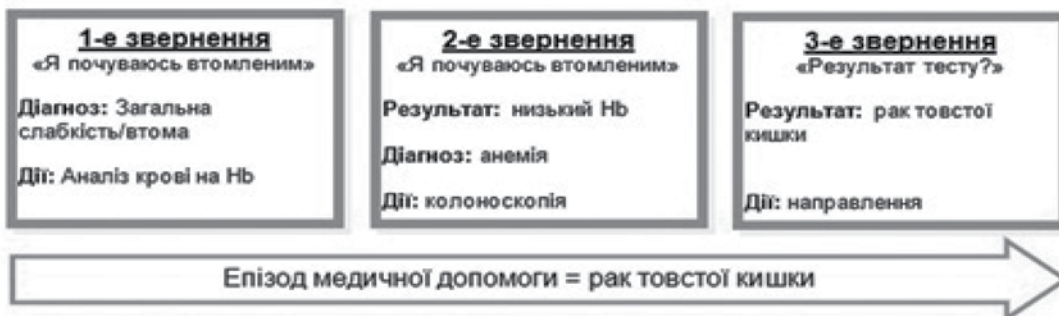 1-е звернення
«Я почуваюсь втомленим»
Діагноз: Загальна
слабкість/втома
Дії: Аналіз крові на Hb
2-е звернення
«Я почуваюсь втомленим»
Результат: низький Hb
Діагноз: анемія
Дії: колоноскопія
3-е звернення
«Результат тесту?»
Результат: рак товстої
кишки
Дії: направлення
Епізод медичної допомоги = рак товстої кишки